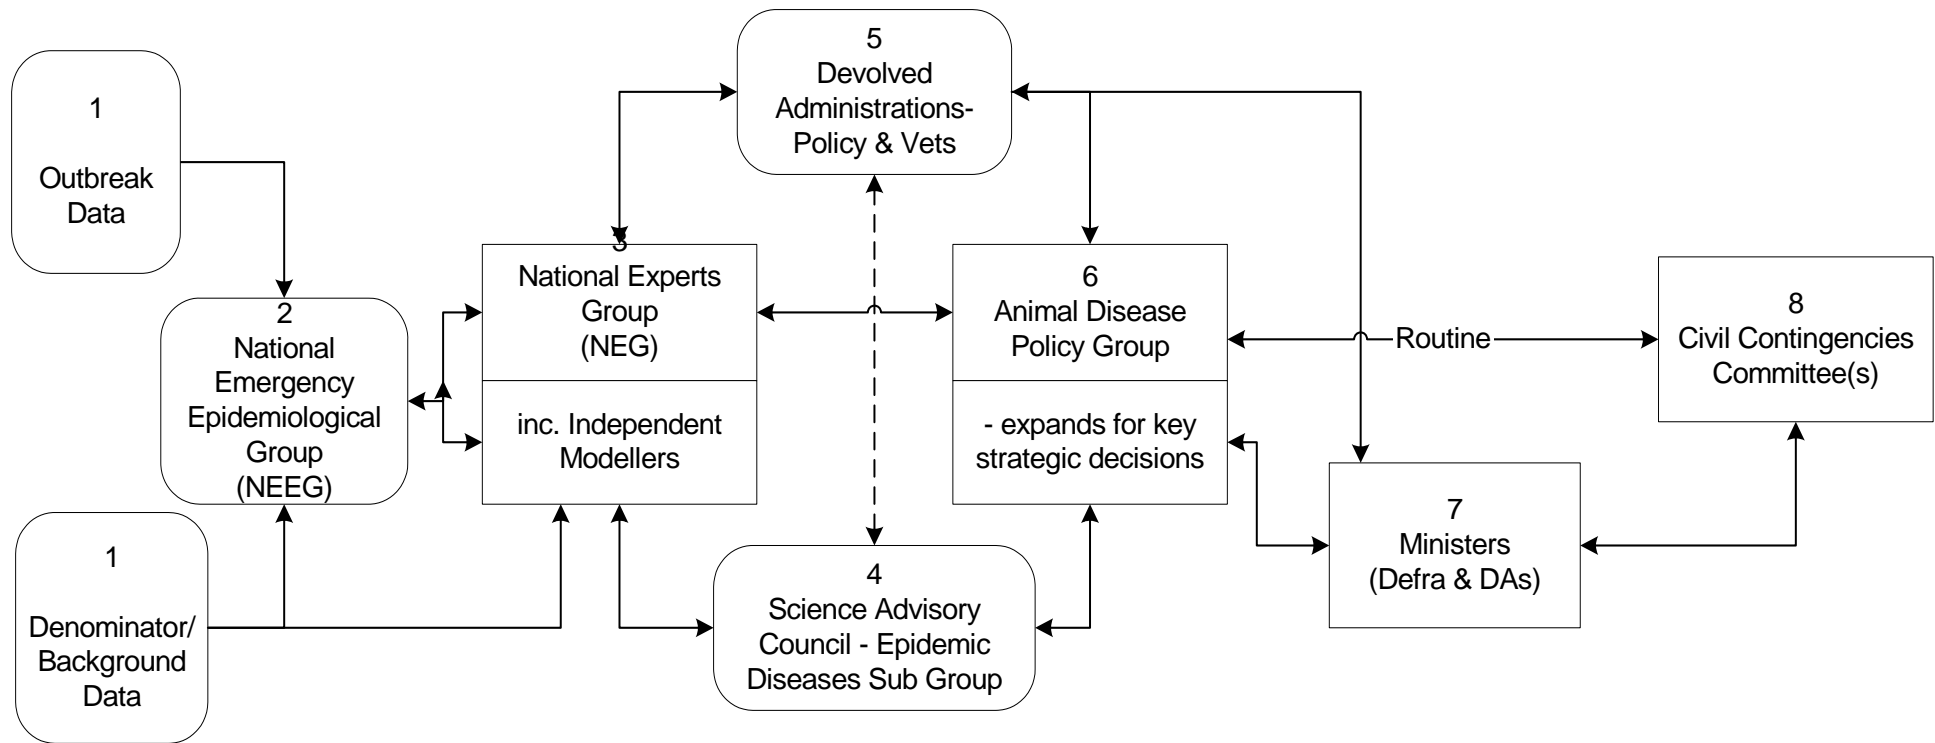 1
Outbreak
Data
1
Denominator/
Background
Data
2
National
Emergency
Epidemiological
Group
(NEEG)
3
National Experts
Group
(NEG)
inc. Independent
Modellers
5
Devolved
Administrations-
Policy & Vets
4
Science Advisory
Council - Epidemic
Diseases Sub Group
6
Animal Disease
Policy Group
- expands for key
strategic decisions
Routine
7
Ministers
(Defra & DAs)
8
Civil Contingencies
Committee(s)